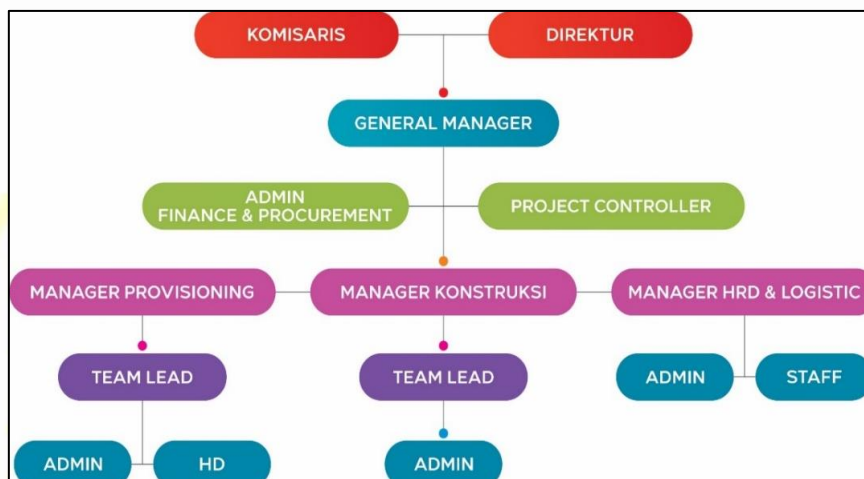 KOMISARIS
DIREKTUR
GENERAL MANAGER
ADMIN
FINANCE & PROCUREMENT
PROJECT CONTROLLER
MANAGER PROVISIONING
MANAGER KONSTRUKSI
MANAGER HRD & LOGISTIC
TEAM LEAD
TEAM LEAD
ADMIN
STAFF
ADMIN
HD
ADMIN